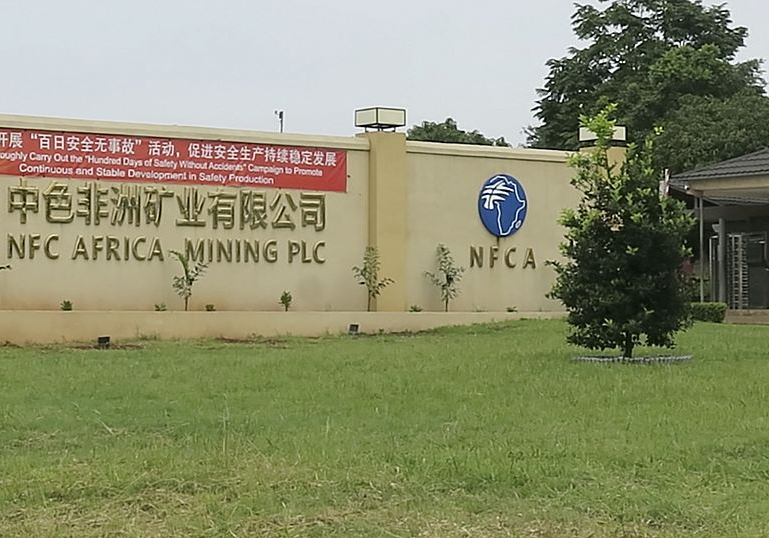 开展“百日安全无事故”活动，促进安全生产持续稳定发展
oughly Carry Out the "Hundred Days of Safety Without Accidents" Campaign to Promote
Continuous and Stable Development in Safety Production
中色非洲矿业有限公司
NFC AFRICA MINING PLC
NFCA